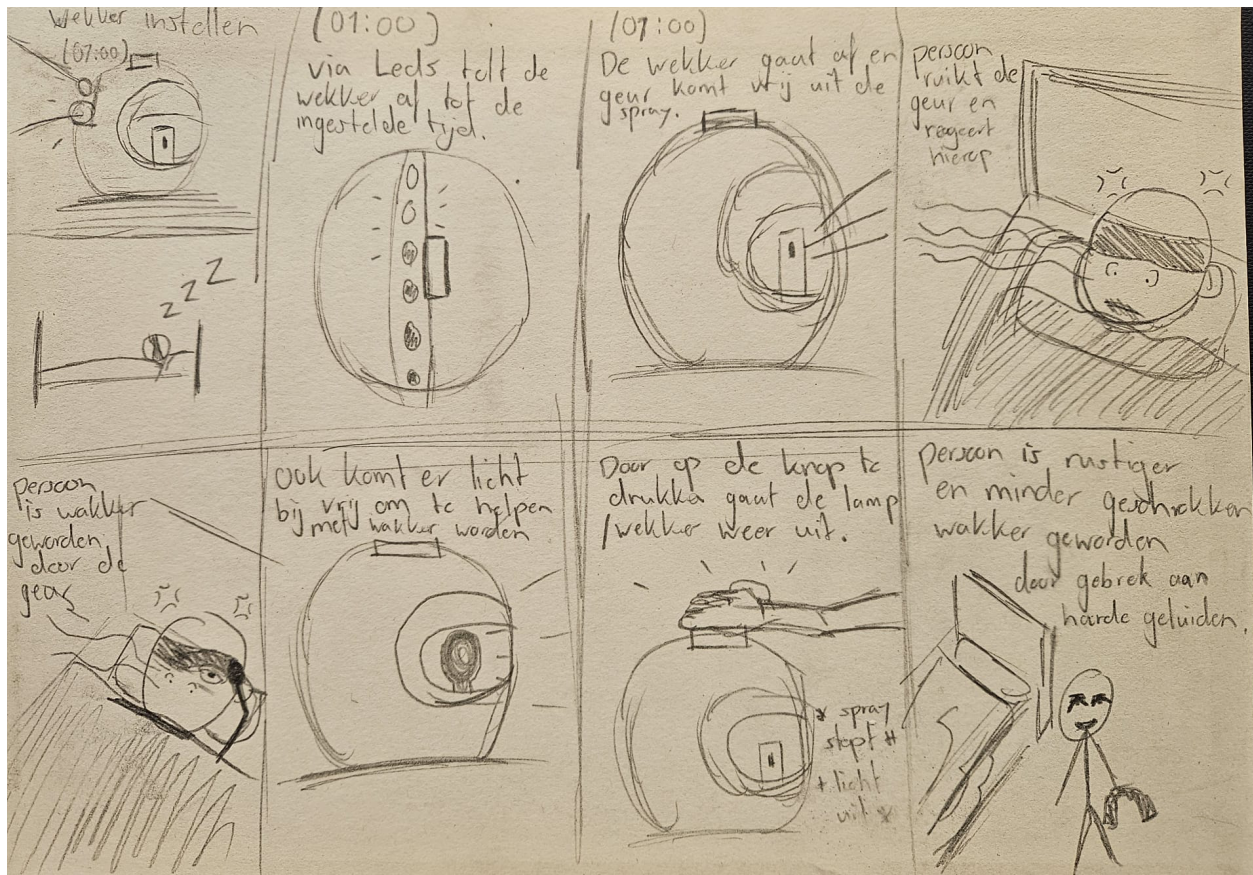 Wekker instellen
(07:00)
z z z
(01:00)
via Leds telt de
wekker af tot de
ingestelde tijd.
(07:00)
De wekker gaat af en
geur komt vrij uit de
spray.
persoon
ruikt de
geur en
reageert
hierop
persoon
is wakker
geworden
door de
geur
Ook komt er licht
bij vrij om te helpen
met wakker worden
Door op de knop te
drukke gaat de lamp
/wekker weer uit.
* spray
stopt *
* licht
uit *
persoon is rustiger
en minder geschrokken
wakker geworden
door gebrek aan
harde geluiden.